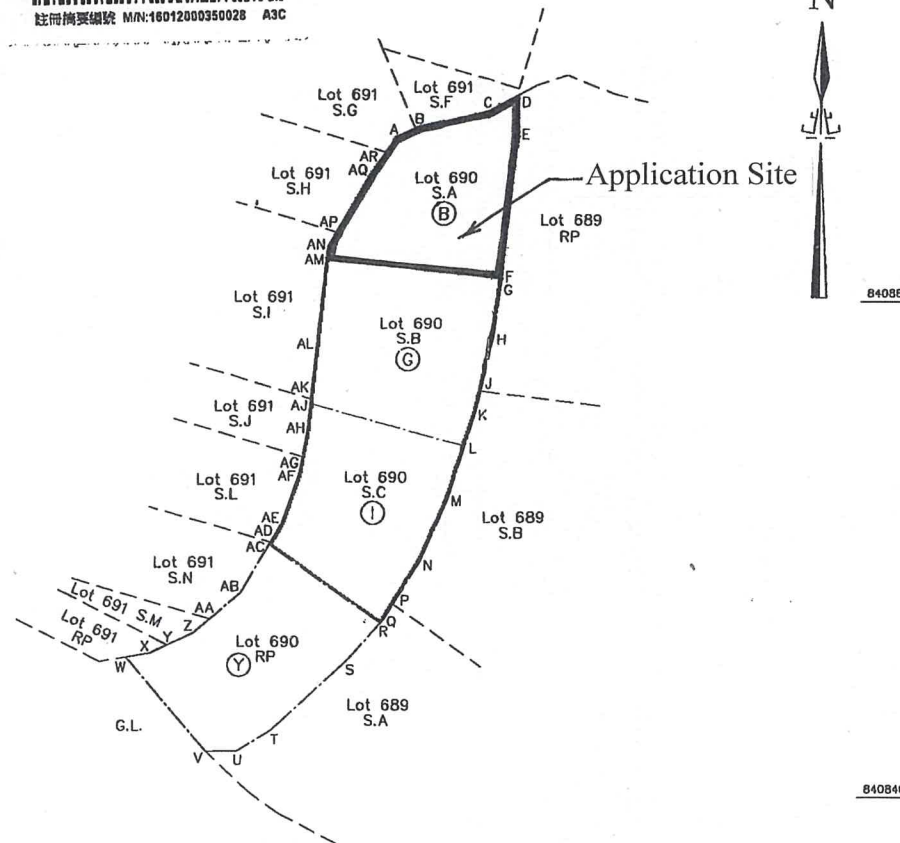 註冊摘要編號 M/N:16012000350028 A3C
N
Lot 691
S.G
Lot 691
S.F
A
B
C
D
E
AR
AQ
Lot 691
S.H
Lot 690
S.A
B
Application Site
Lot 689
RP
AP
AN
AM
F
G
Lot 691
S.I
Lot 690
S.B
G
H
AL
J
AK
AJ
K
Lot 691
S.J
AH
L
AG
AF
Lot 691
S.L
Lot 690
S.C
I
M
Lot 689
S.B
AE
AD
AC
N
Lot 691
S.N
AB
P
Q
R
Lot 691 S.M
AA
Z
Y
X
W
Lot 691
RP
Lot 690
RP
Y
S
Lot 689
S.A
G.L.
T
U
V